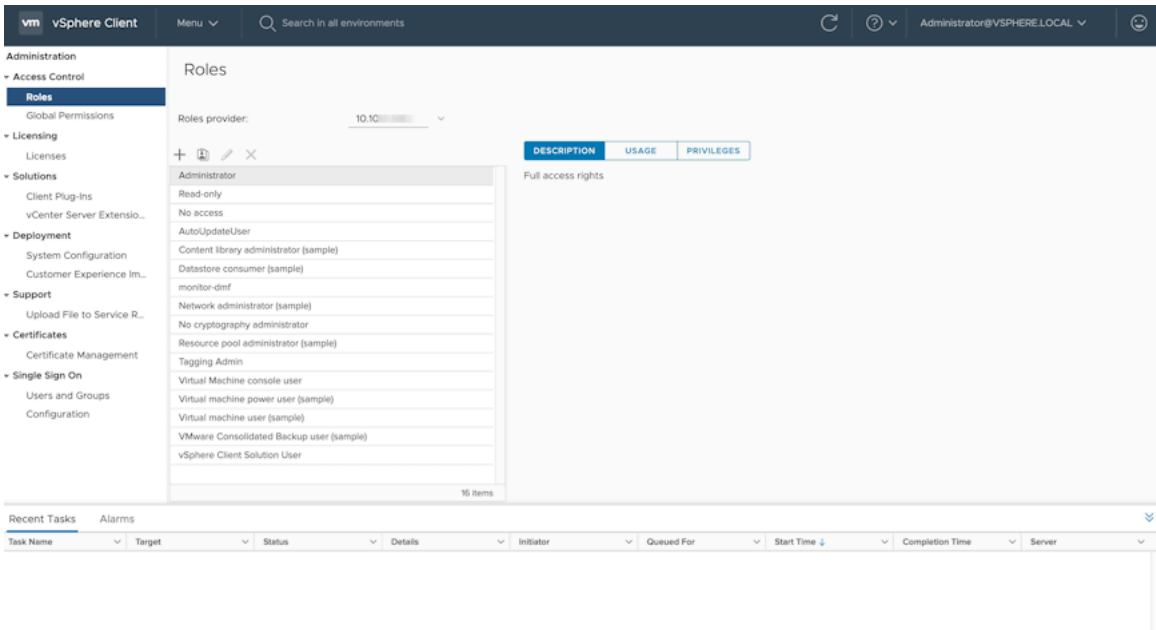 vm vSphere Client Menu Search in all environments Administrator@VSPHERE.LOCAL
Administration
Access Control
Roles
Global Permissions
Licensing
Licenses
Solutions
Client Plug-Ins
vCenter Server Extensio...
Deployment
System Configuration
Customer Experience Im...
Support
Upload File to Service R...
Certificates
Certificate Management
Single Sign On
Users and Groups
Configuration
Roles
Roles provider: 10.10
Administrator
Read-only
No access
AutoUpdateUser
Content library administrator (sample)
Datastore consumer (sample)
monitor-dmf
Network administrator (sample)
No cryptography administrator
Resource pool administrator (sample)
Tagging Admin
Virtual Machine console user
Virtual machine power user (sample)
Virtual machine user (sample)
VMware Consolidated Backup user (sample)
vSphere Client Solution User
16 items
DESCRIPTION USAGE PRIVILEGES
Full access rights
Recent Tasks Alarms
Task Name Target Status Details Initiator Queued For Start Time Completion Time Server